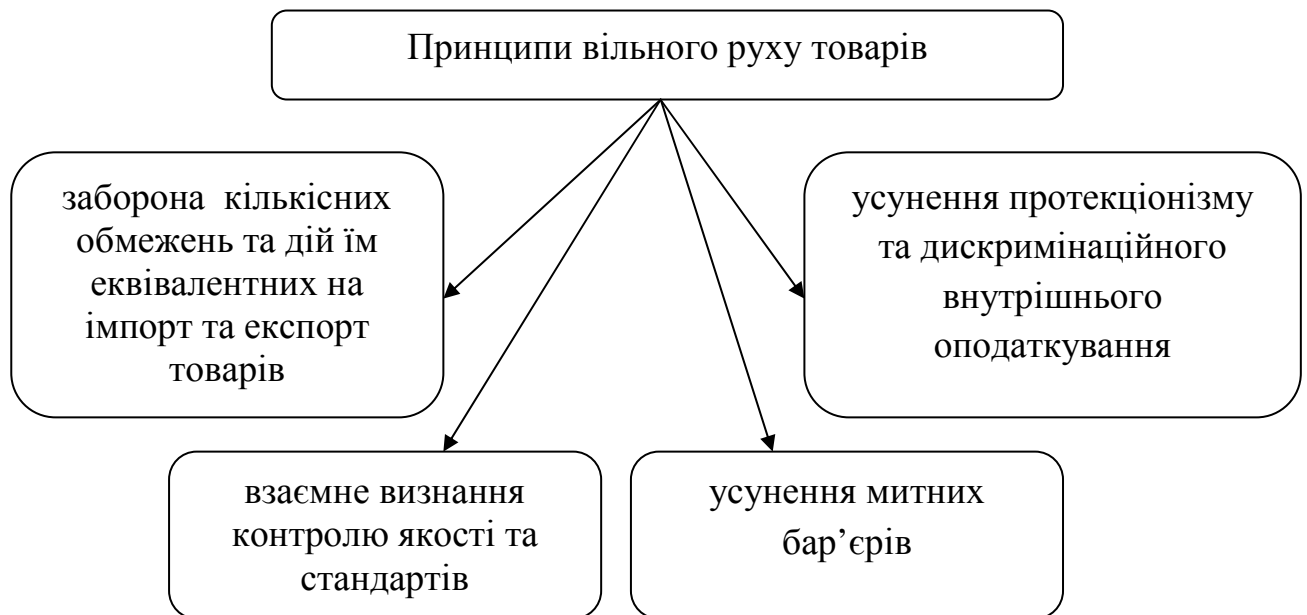 Принципи вільного руху товарів
заборона кількісних
обмежень та дій їм
еквівалентних на
імпорт та експорт
товарів
усунення протекціонізму
та дискримінаційного
внутрішнього
оподаткування
взаємне визнання
контролю якості та
стандартів
усунення митних
бар’єрів